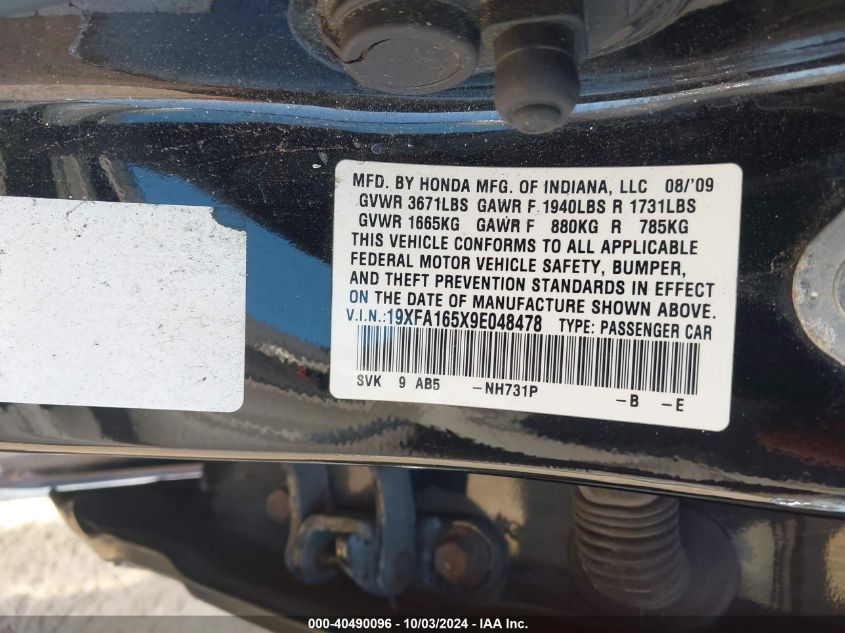 MFD. BY HONDA MFG. OF INDIANA, LLC 08/'09
GVWR 3671LBS GAWR F 1940LBS R 1731LBS
GVWR 1665KG GAWR F 880KG R 785KG
THIS VEHICLE CONFORMS TO ALL APPLICABLE
FEDERAL MOTOR VEHICLE SAFETY, BUMPER,
AND THEFT PREVENTION STANDARDS IN EFFECT
ON THE DATE OF MANUFACTURE SHOWN ABOVE.
V.I.N.:19XFA165X9E048478 TYPE: PASSENGER CAR
SVK 9 AB5 -NH731P -B -E
000-40490096 - 10/03/2024 - IAA Inc.